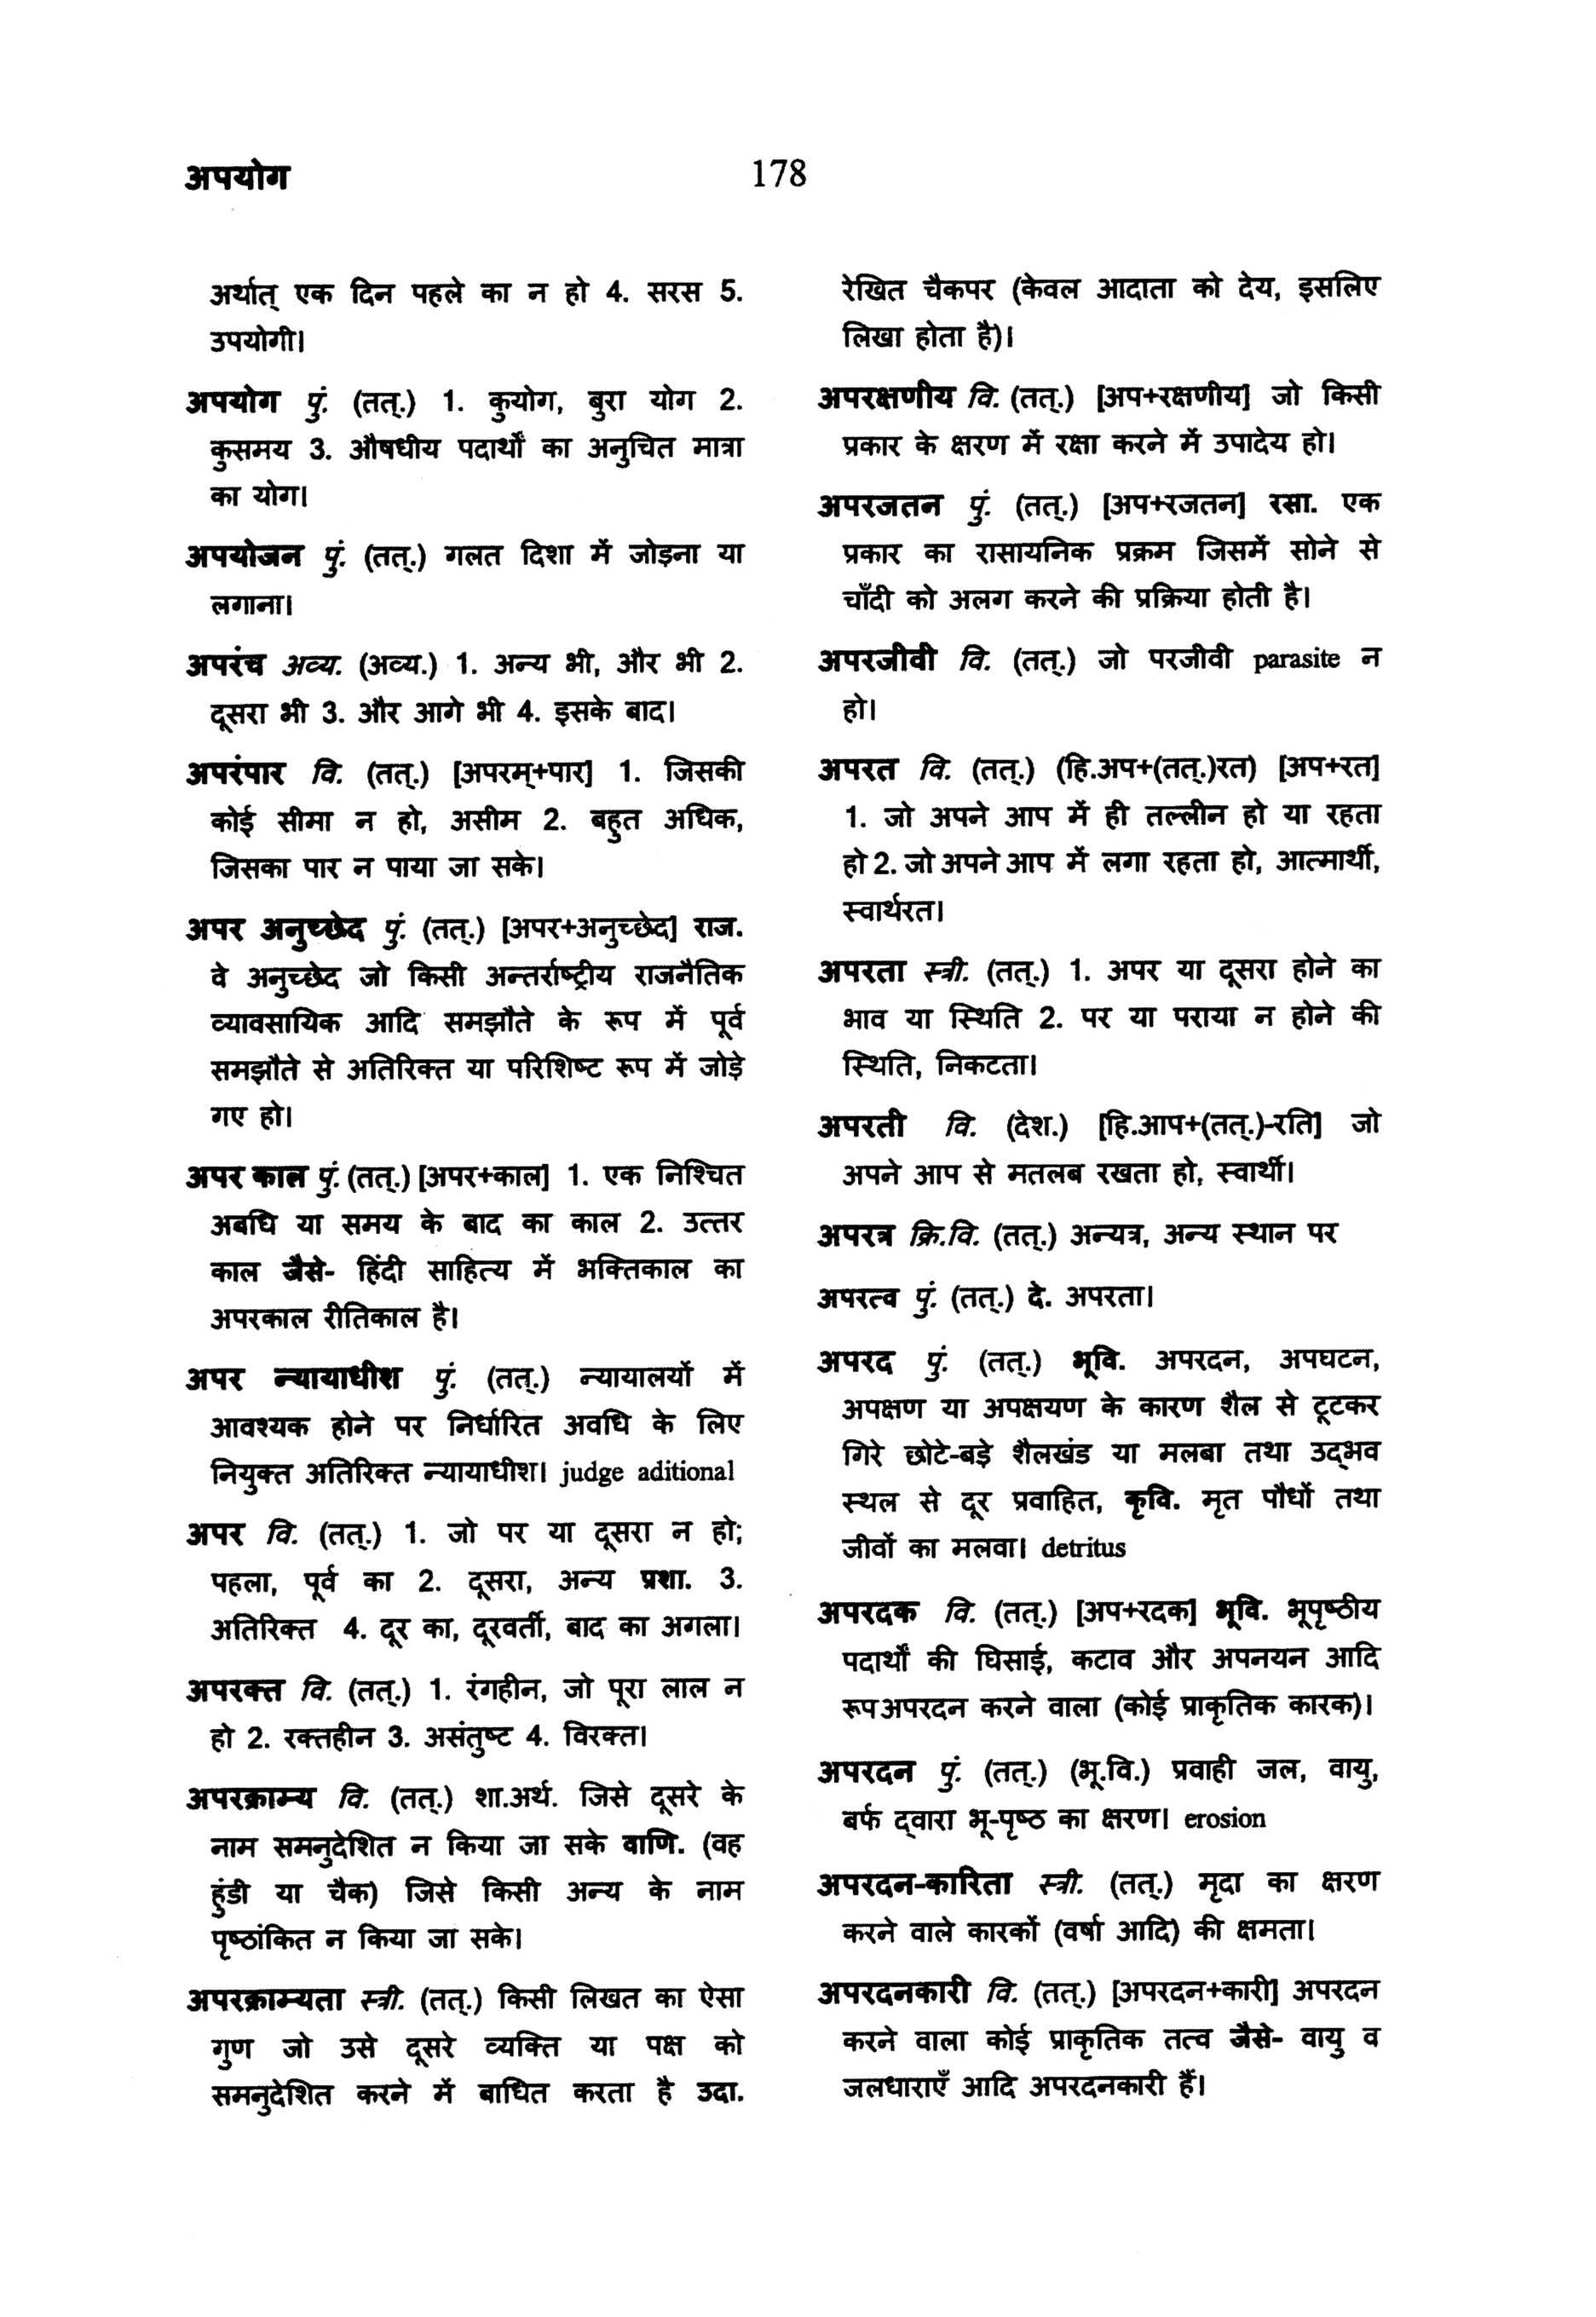 अपयोग
178
अर्थात् एक दिन पहले का न हो 4. सरस 5.
उपयोगी।
अपयोग पुं. (तत्.) 1. कुयोग, बुरा योग 2.
कुसमय 3. औषधीय पदार्थों का अनुचित मात्रा
का योग।
अपयोजन पुं. (तत्.) गलत दिशा में जोड़ना या
लगाना।
अपरंच अव्य. (अव्य.) 1. अन्य भी, और भी 2.
दूसरा भी 3. और आगे भी 4. इसके बाद।
अपरंपार वि. (तत्.) [अपरम्+पार] 1. जिसकी
कोई सीमा न हो, असीम 2. बहुत अधिक,
जिसका पार न पाया जा सके।
अपर अनुच्छेद पुं. (तत्.) [अपर+अनुच्छेद] राज.
वे अनुच्छेद जो किसी अन्तर्राष्ट्रीय राजनैतिक
व्यावसायिक आदि समझौते के रूप में पूर्व
समझौते से अतिरिक्त या परिशिष्ट रूप में जोड़े
गए हो।
अपर काल पुं. (तत्.) [अपर+काल] 1. एक निश्चित
अबधि या समय के बाद का काल 2. उत्तर
काल जैसे- हिंदी साहित्य में भक्तिकाल का
अपरकाल रीतिकाल है।
अपर न्यायाधीश पुं. (तत्.) न्यायालयों में
आवश्यक होने पर निर्धारित अवधि के लिए
नियुक्त अतिरिक्त न्यायाधीश। judge aditional
अपर वि. (तत्.) 1. जो पर या दूसरा न हो;
पहला, पूर्व का 2. दूसरा, अन्य प्रशा. 3.
अतिरिक्त 4. दूर का, दूरवर्ती, बाद का अगला।
अपरक्त वि. (तत्.) 1. रंगहीन, जो पूरा लाल न
हो 2. रक्तहीन 3. असंतुष्ट 4. विरक्त।
अपरक्राम्य वि. (तत्.) शा.अर्थ. जिसे दूसरे के
नाम समनुदेशित न किया जा सके वाणि. (वह
हुंडी या चैक) जिसे किसी अन्य के नाम
पृष्ठांकित न किया जा सके।
अपरक्राम्यता स्त्री. (तत्.) किसी लिखत का ऐसा
गुण जो उसे दूसरे व्यक्ति या पक्ष को
समनुदेशित करने में बाधित करता है उदा.
रेखित चैकपर (केवल आदाता को देय, इसलिए
लिखा होता है)।
अपरक्षणीय वि. (तत्.) [अप+रक्षणीय] जो किसी
प्रकार के क्षरण में रक्षा करने में उपादेय हो।
अपरजतन पुं. (तत्.) [अप+रजतन] रसा. एक
प्रकार का रासायनिक प्रक्रम जिसमें सोने से
चाँदी को अलग करने की प्रक्रिया होती है।
अपरजीवी वि. (तत्.) जो परजीवी parasite न
हो।
अपरत वि. (तत्.) (हि.अप+(तत्.)रत) [अप+रत]
1. जो अपने आप में ही तल्लीन हो या रहता
हो 2. जो अपने आप में लगा रहता हो, आत्मार्थी,
स्वार्थरत।
अपरता स्त्री. (तत्.) 1. अपर या दूसरा होने का
भाव या स्थिति 2. पर या पराया न होने की
स्थिति, निकटता।
अपरती वि. (देश.) [हि.आप+(तत्.)-रति] जो
अपने आप से मतलब रखता हो, स्वार्थी।
अपरत्र क्रि.वि. (तत्.) अन्यत्र, अन्य स्थान पर
अपरत्व पुं. (तत्.) दे. अपरता।
अपरद पुं. (तत्.) भूवि. अपरदन, अपघटन,
अपक्षण या अपक्षयण के कारण शैल से टूटकर
गिरे छोटे-बड़े शैलखंड या मलबा तथा उद्‌भव
स्थल से दूर प्रवाहित, कृवि. मृत पौधों तथा
जीवों का मलवा। detritus
अपरदक वि. (तत्.) [अप+रदक] भूवि. भूपृष्ठीय
पदार्थों की घिसाई, कटाव और अपनयन आदि
रूपअपरदन करने वाला (कोई प्राकृतिक कारक)।
अपरदन पुं. (तत्.) (भू.वि.) प्रवाही जल, वायु,
बर्फ द्‌वारा भू-पृष्ठ का क्षरण। erosion
अपरदन-कारिता स्त्री. (तत्.) मृदा का क्षरण
करने वाले कारकों (वर्षा आदि) की क्षमता।
अपरदनकारी वि. (तत्.) [अपरदन+कारी] अपरदन
करने वाला कोई प्राकृतिक तत्व जैसे- वायु व
जलधाराएँ आदि अपरदनकारी हैं।